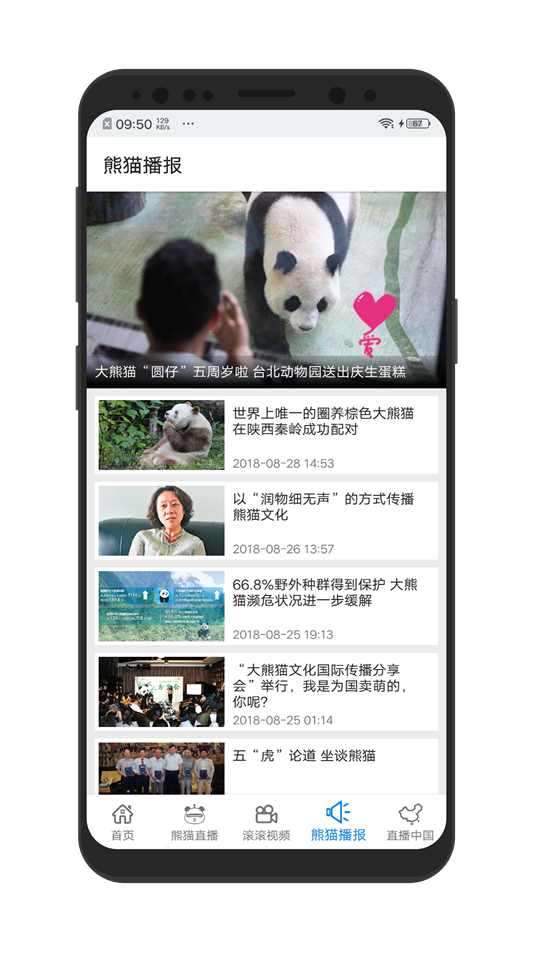 09:50 129 KB/s ··· 67
熊猫播报
爱
大熊猫“圆仔”五周岁啦 台北动物园送出庆生蛋糕
世界上唯一的圈养棕色大熊猫
在陕西秦岭成功配对
2018-08-28 14:53
以“润物细无声”的方式传播
熊猫文化
2018-08-26 13:57
66.8%野外种群得到保护 大熊
猫濒危状况进一步缓解
2018-08-25 19:13
“大熊猫文化国际传播分享
会”举行，我是为国卖萌的，
你呢?
2018-08-25 01:14
五“虎”论道 坐谈熊猫
首页
熊猫直播
滚滚视频
熊猫播报
直播中国